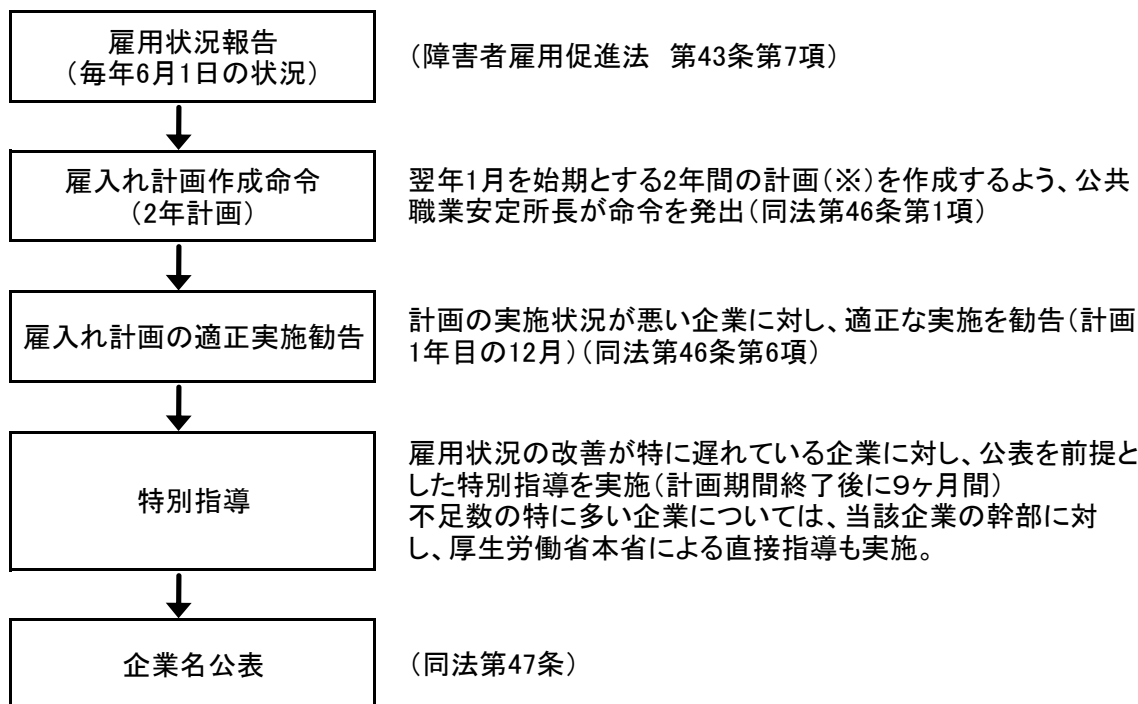 雇用状況報告
（毎年6月1日の状況）
（障害者雇用促進法　第43条第7項）
雇入れ計画作成命令
（2年計画）
翌年1月を始期とする2年間の計画（※）を作成するよう、公共
職業安定所長が命令を発出（同法第46条第1項）
雇入れ計画の適正実施勧告
計画の実施状況が悪い企業に対し、適正な実施を勧告（計画
1年目の12月）（同法第46条第6項）
特別指導
雇用状況の改善が特に遅れている企業に対し、公表を前提と
した特別指導を実施（計画期間終了後に９ヶ月間）
不足数の特に多い企業については、当該企業の幹部に対
し、厚生労働省本省による直接指導も実施。
企業名公表
（同法第47条）